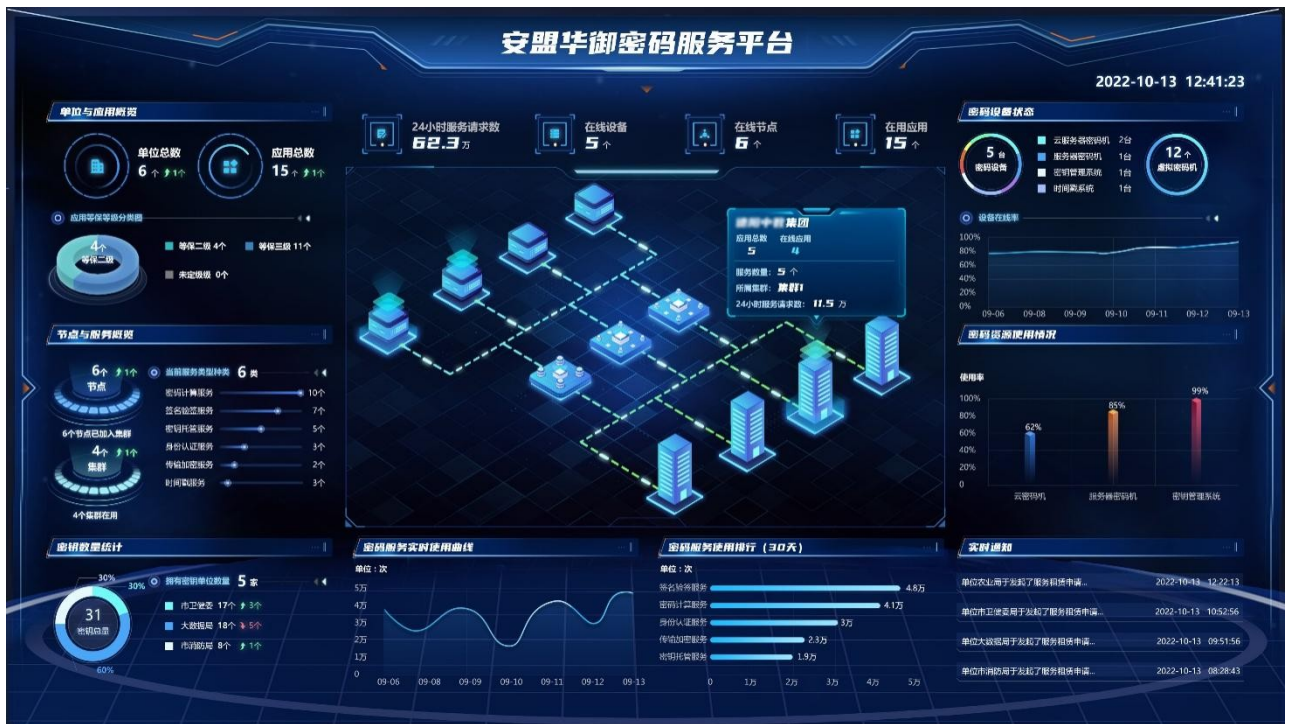 安盟华御密码服务平台
2022-10-13 12:41:23
单位与应用概览
单位总数
6个 1个
应用总数
15个 1个
应用等保等级分类图
4个
等保二级
等保二级 4个
等保三级 11个
未定级级 0个
24小时服务请求数
62.3万
在线设备
5个
在线节点
6个
在用应用
15个
集团
应用总数 在线应用
5 4
服务数量: 5 个
所属集群: 集群1
24小时服务请求数: 11.5 万
密码设备状态
5台
密码设备
云服务器密码机 2台
服务器密码机 1台
密钥管理系统 1台
时间戳系统 1台
12个
虚拟密码机
设备在线率
100%
80%
60%
40%
20%
0%
09-06 09-08 09-09 09-10 09-11 09-12 09-13
节点与服务概览
6个 1个
节点
6个节点已加入集群
4个 1个
集群
4个集群在用
当前服务类型种类 6类
密码计算服务 10个
签名验签服务 7个
密钥托管服务 5个
身份认证服务 3个
传输加密服务 2个
时间戳服务 3个
密码资源使用情况
使用率
100%
80%
60%
40%
20%
0
62%
85%
99%
云密码机 服务器密码机 密钥管理系统
密钥数量统计
30%
30%
60%
31
密钥总量
拥有密钥单位数量 5家
市卫健委 17个 3个
大数据局 18个 5个
市消防局 8个 1个
密码服务实时使用曲线
单位：次
5万
4万
3万
2万
1万
0
09-06 09-08 09-09 09-10 09-11 09-12 09-13
密码服务使用排行（30天）
单位：次
签名验签服务 4.8万
密码计算服务 4.1万
身份认证服务 3万
传输加密服务 2.3万
密钥托管服务 1.9万
0 1万 2万 3万 4万 5万
实时通知
单位农业局于发起了服务租赁申请... 2022-10-13 12:22:13
单位市卫健委局于发起了服务租赁申请... 2022-10-13 10:52:56
单位大数据局于发起了服务租赁申请... 2022-10-13 09:51:56
单位市消防局于发起了服务租赁申请... 2022-10-13 08:28:43